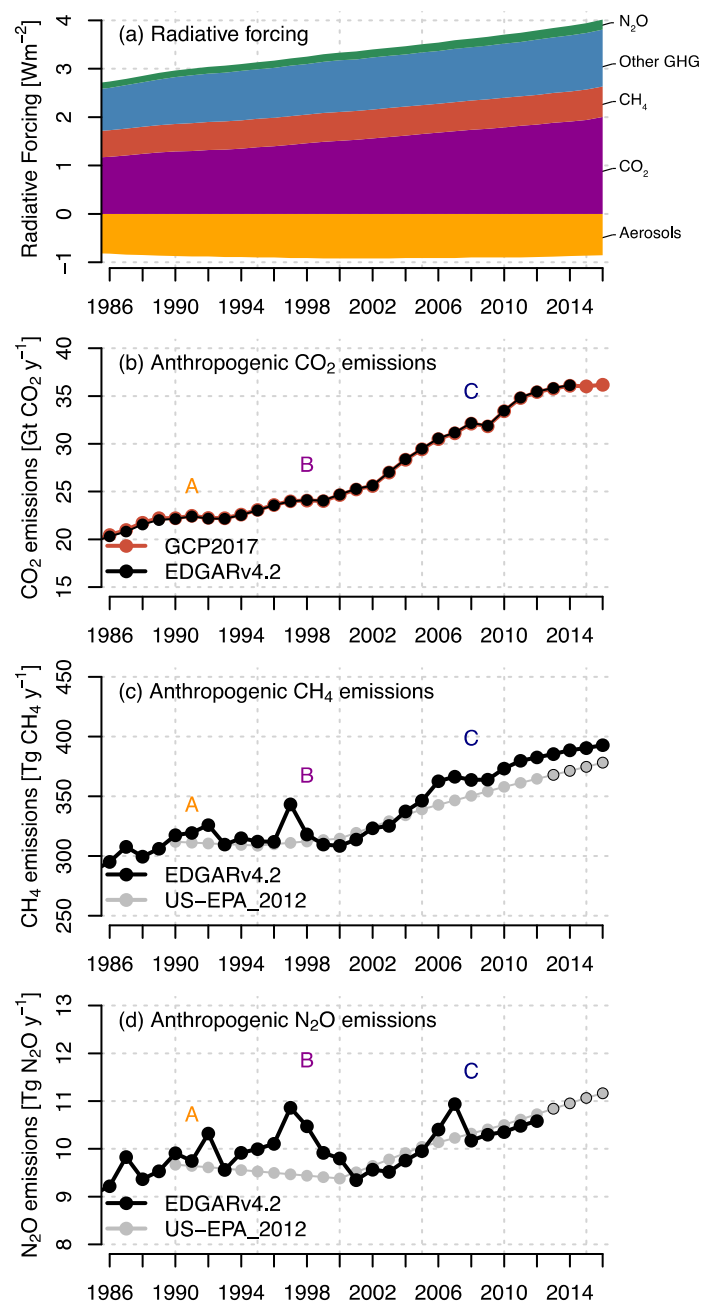 (a) Radiative forcing
Radiative Forcing [Wm⁻²]
4
3
2
1
0
−1
N₂O
Other GHG
CH₄
CO₂
Aerosols
1986 1990 1994 1998 2002 2006 2010 2014
(b) Anthropogenic CO₂ emissions
CO₂ emissions [Gt CO₂ y⁻¹]
40
35
30
25
20
15
A
B
C
GCP2017
EDGARv4.2
1986 1990 1994 1998 2002 2006 2010 2014
(c) Anthropogenic CH₄ emissions
CH₄ emissions [Tg CH₄ y⁻¹]
450
400
350
300
250
A
B
C
EDGARv4.2
US−EPA_2012
1986 1990 1994 1998 2002 2006 2010 2014
(d) Anthropogenic N₂O emissions
N₂O emissions [Tg N₂O y⁻¹]
13
12
11
10
9
8
A
B
C
EDGARv4.2
US−EPA_2012
1986 1990 1994 1998 2002 2006 2010 2014